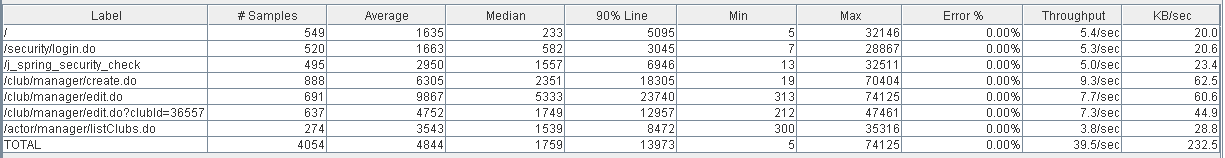 Label # Samples Average Median 90% Line Min Max Error % Throughput KB/sec
/ 549 1635 233 5095 5 32146 0.00% 5.4/sec 20.0
/security/login.do 520 1663 582 3045 7 28867 0.00% 5.3/sec 20.6
/j_spring_security_check 495 2950 1557 6946 13 32511 0.00% 5.0/sec 23.4
/club/manager/create.do 888 6305 2351 18305 19 70404 0.00% 9.3/sec 62.5
/club/manager/edit.do 691 9867 5333 23740 313 74125 0.00% 7.7/sec 60.6
/club/manager/edit.do?clubId=36557 637 4752 1749 12957 212 47461 0.00% 7.3/sec 44.9
/actor/manager/listClubs.do 274 3543 1539 8472 300 35316 0.00% 3.8/sec 28.8
TOTAL 4054 4844 1759 13973 5 74125 0.00% 39.5/sec 232.5